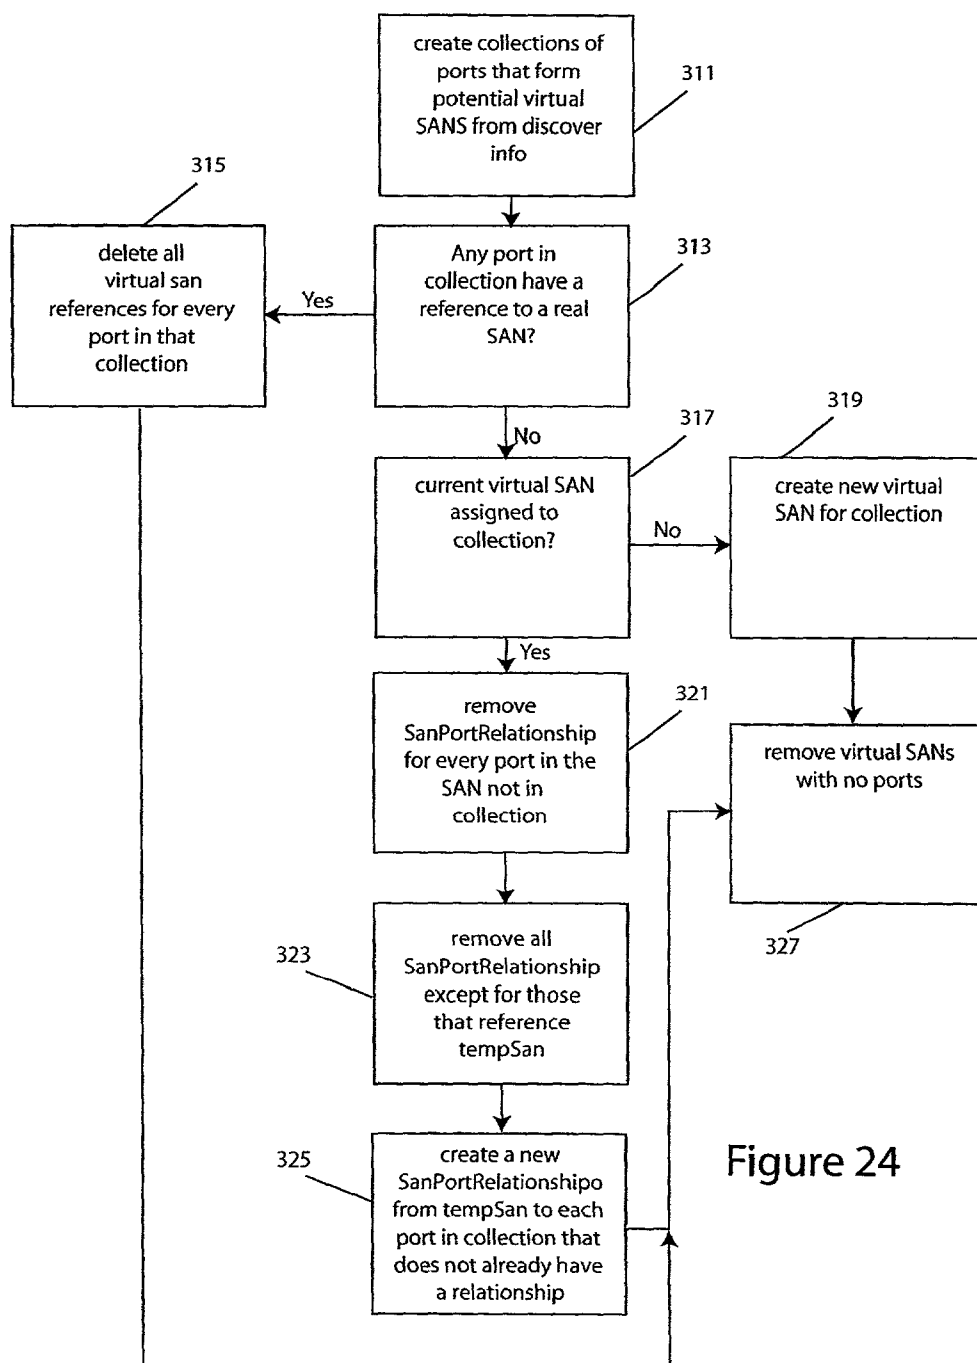 create collections of
ports that form
potential virtual
SANS from discover
info
311
315
delete all
virtual san
references for every
port in that
collection
Yes
Any port in
collection have a
reference to a real
SAN?
313
No
317
319
current virtual SAN
assigned to
collection?
No
create new virtual
SAN for collection
Yes
remove
SanPortRelationship
for every port in the
SAN not in
collection
321
remove virtual SANs
with no ports
327
323
remove all
SanPortRelationship
except for those
that reference
tempSan
325
create a new
SanPortRelationshipo
from tempSan to each
port in collection that
does not already have
a relationship
Figure 24